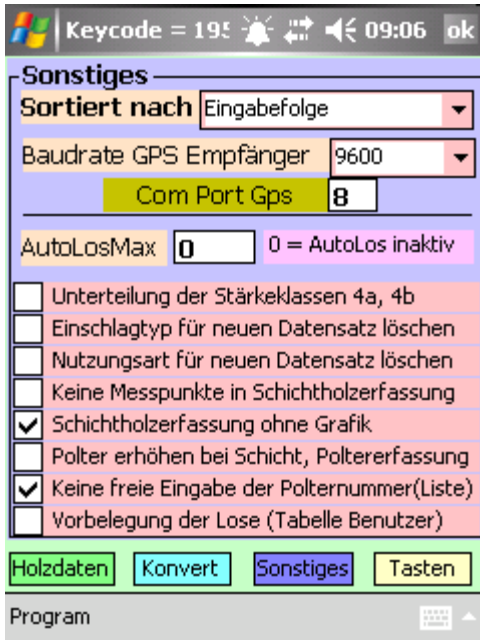 Keycode = 195 09:06 ok
Sonstiges
Sortiert nach Eingabefolge
Baudrate GPS Empfänger 9600
Com Port Gps 8
AutoLosMax 0 0 = AutoLos inaktiv
Unterteilung der Stärkeklassen 4a, 4b
Einschlagtyp für neuen Datensatz löschen
Nutzungsart für neuen Datensatz löschen
Keine Messpunkte in Schichtholzerfassung
Schichtholzerfassung ohne Grafik
Polter erhöhen bei Schicht, Poltererfassung
Keine freie Eingabe der Polternummer(Liste)
Vorbelegung der Lose (Tabelle Benutzer)
Holzdaten Konvert Sonstiges Tasten
Program